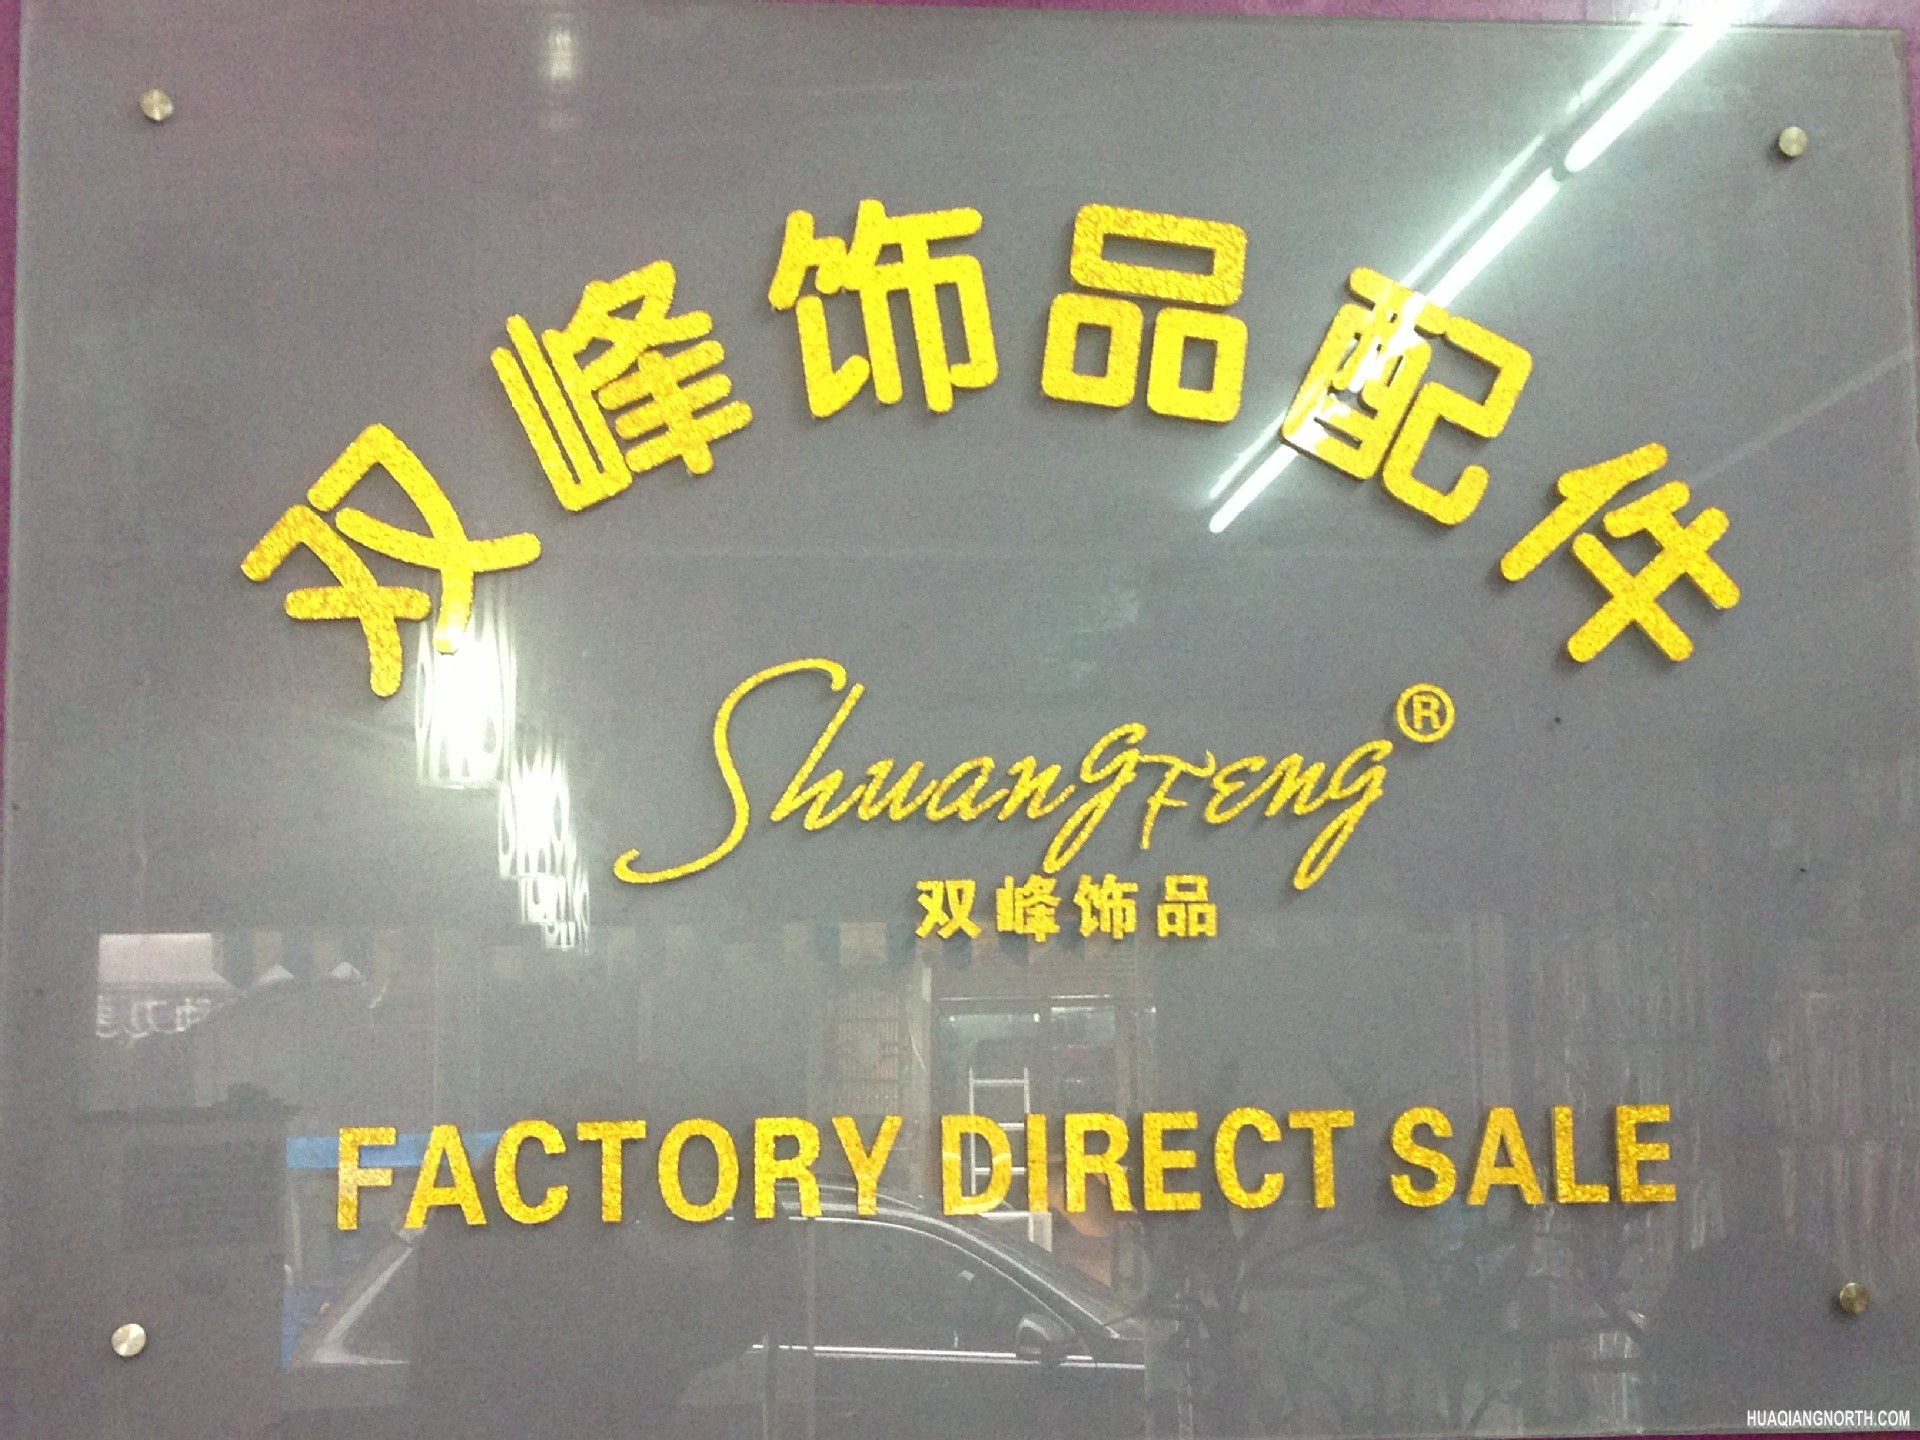 双峰饰品配件
ShuangFeng®
双峰饰品
FACTORY DIRECT SALE
HUAQIANGNORTH.COM